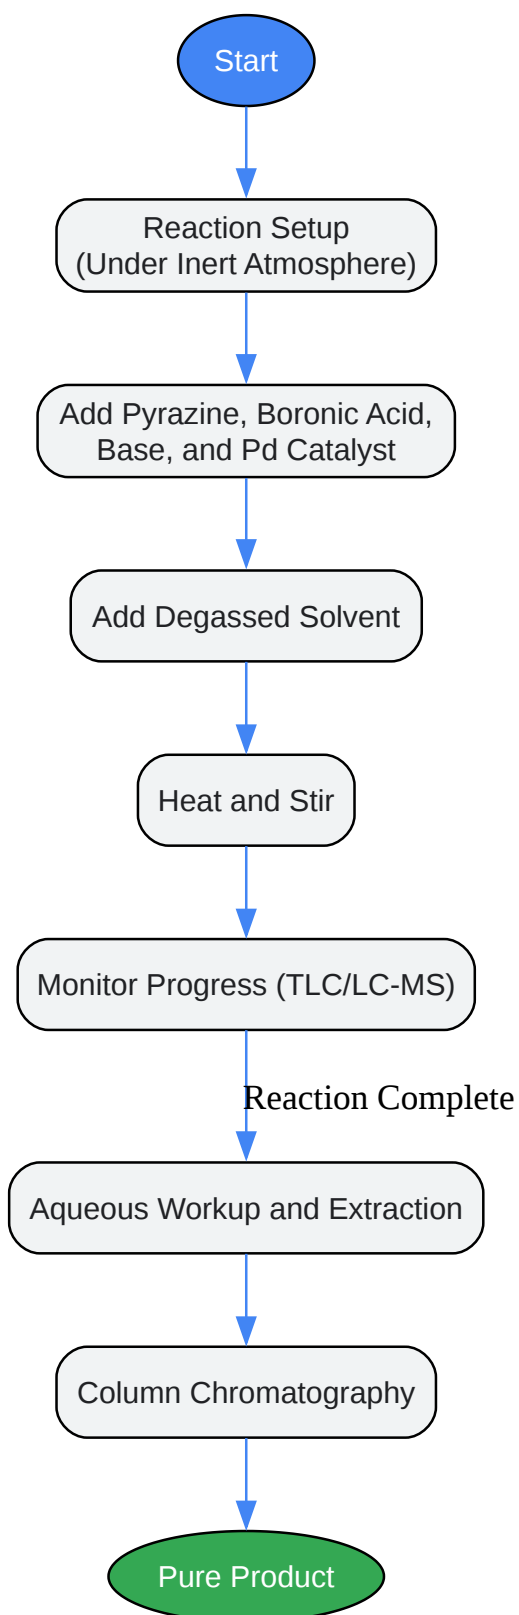 Start
Reaction Setup
(Under Inert Atmosphere)
Add Pyrazine, Boronic Acid,
Base, and Pd Catalyst
Add Degassed Solvent
Heat and Stir
Monitor Progress (TLC/LC-MS)
Reaction Complete
Aqueous Workup and Extraction
Column Chromatography
Pure Product